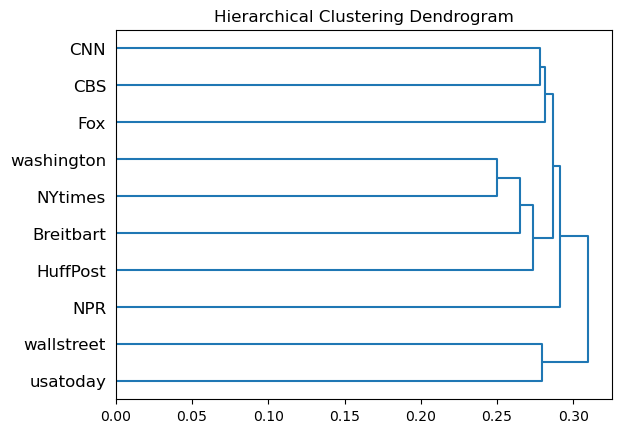 Hierarchical Clustering Dendrogram
CNN
CBS
Fox
washington
NYtimes
Breitbart
HuffPost
NPR
wallstreet
usatoday
0.00 0.05 0.10 0.15 0.20 0.25 0.30